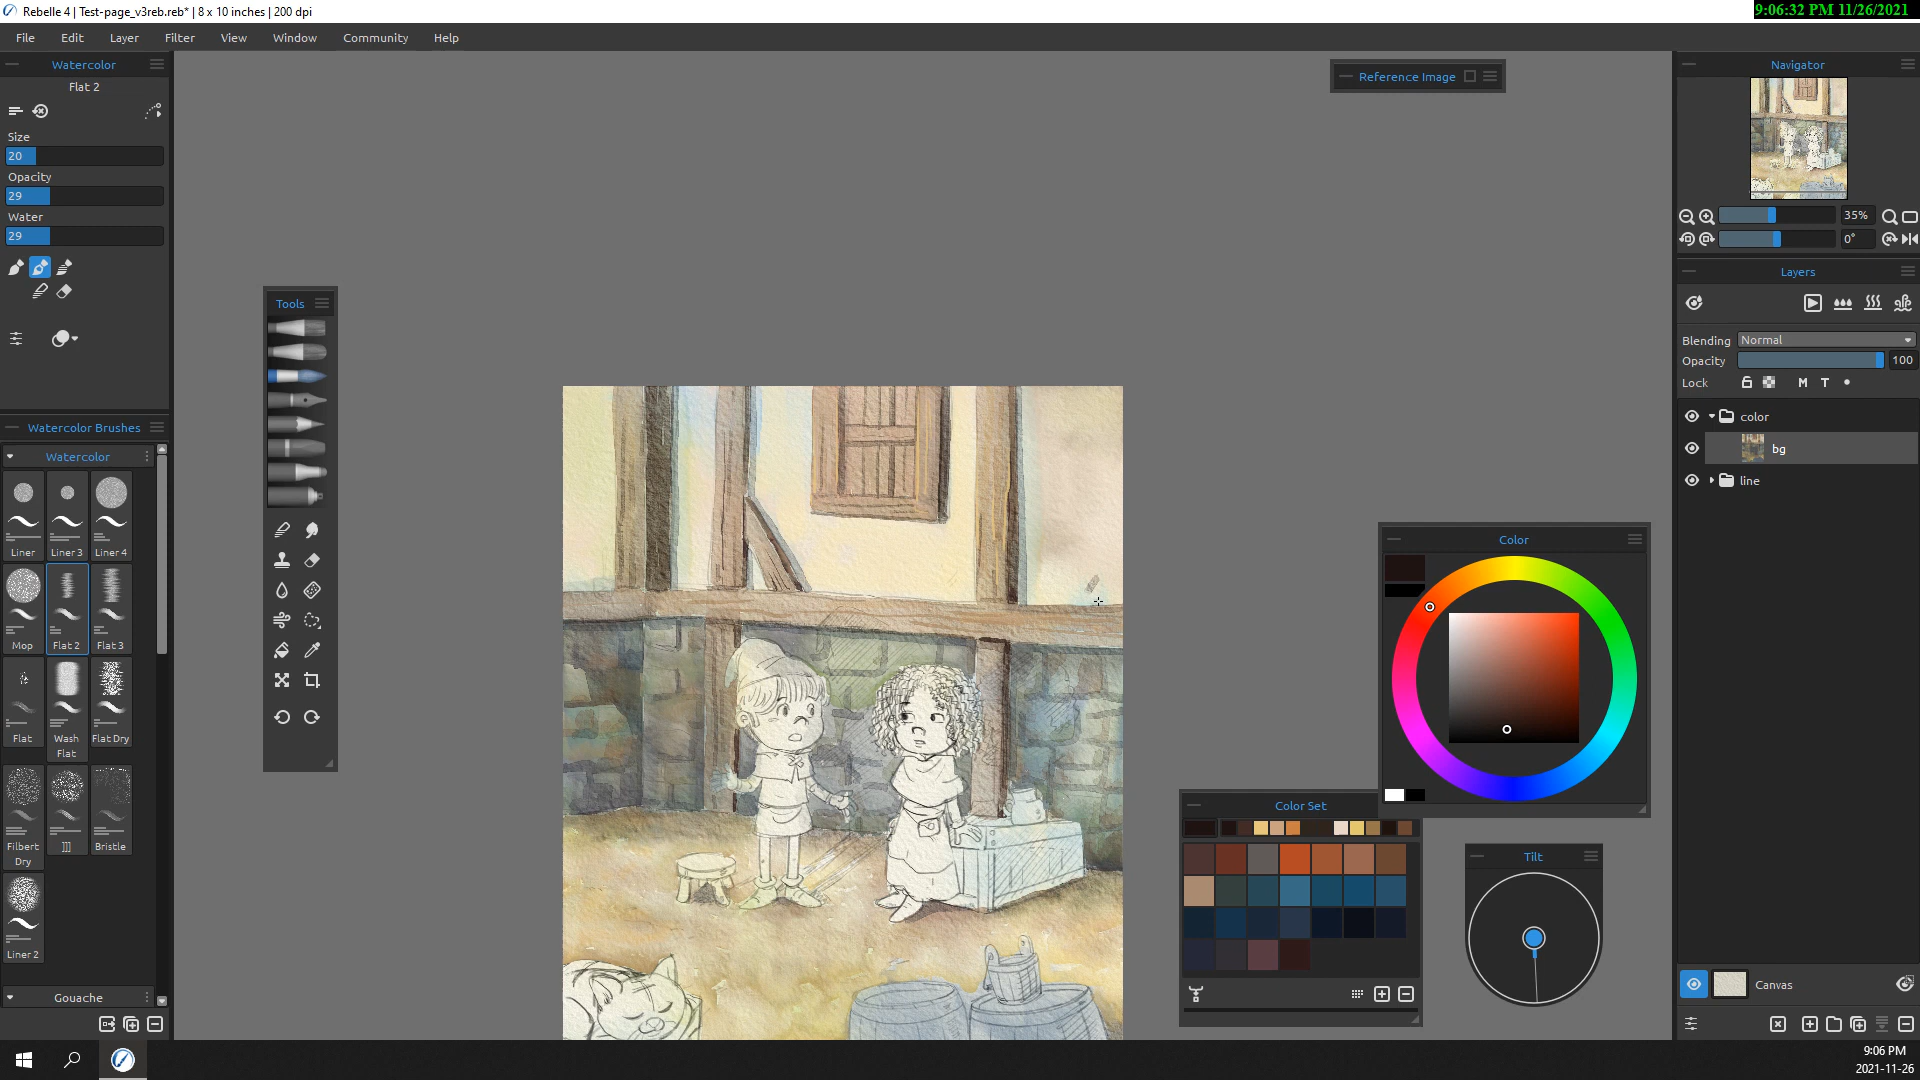 Rebelle 4 | Test-page_v3reb.reb* | 8 x 10 inches | 200 dpi
9:06:32 PM 11/26/2021
File Edit Layer Filter View Window Community Help
Watercolor
Flat 2
Size
20
Opacity
29
Water
29
Watercolor Brushes
Watercolor
Liner Liner 3 Liner 4
Mop Flat 2 Flat 3
Flat Wash Flat Flat Dry
Filbert Dry ]]] Bristle
Liner 2
Gouache
Tools
Reference Image
Color
Color Set
Tilt
Navigator
35%
0°
Layers
Blending Normal
Opacity 100
Lock M T
color
bg
line
Canvas
9:06 PM
2021-11-26